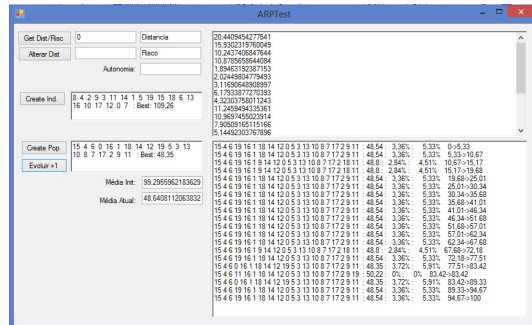 ARPTest
Get Dist/Risc
0
Distancia
Alterar Dist
Risco
Autonomia:
Create Ind.
8 4 2 9 3 11 14 1 5 19 15 18 6 13
16 10 17 12 0 7 : Best: 109,26
Create Pop
15 4 6 0 16 1 18 14 12 19 5 3 13
10 8 7 17 2 9 11 : Best: 48,35
Evoluir +1
Média Int:
99,2955962183629
Média Atual:
48,6408112063832
20,4409454277541
15,9302319760049
10,2437406847644
10,8785658644084
1,89463192387153
2,02449804779493
3,11690648908997
6,17933877270393
4,32303758011243
11,2459494335361
10,9697455023914
7,90509165115166
5,14492303767896
15 4 6 19 16 1 18 14 12 0 5 3 13 10 8 7 17 2 9 11 : 48,54 : 3,36% : 5,33% 0->5,33
15 4 6 19 16 1 18 14 12 0 5 3 13 10 8 7 17 2 9 11 : 48,54 : 3,36% : 5,33% 5,33->10,67
15 4 6 19 16 1 9 14 12 0 5 3 13 10 8 7 17 2 18 11 : 48,8 : 2,84% : 4,51% 10,67->15,17
15 4 6 19 16 1 9 14 12 0 5 3 13 10 8 7 17 2 18 11 : 48,8 : 2,84% : 4,51% 15,17->19,68
15 4 6 19 16 1 18 14 12 0 5 3 13 10 8 7 17 2 9 11 : 48,54 : 3,36% : 5,33% 19,68->25,01
15 4 6 19 16 1 18 14 12 0 5 3 13 10 8 7 17 2 9 11 : 48,54 : 3,36% : 5,33% 25,01->30,34
15 4 6 19 16 1 18 14 12 0 5 3 13 10 8 7 17 2 9 11 : 48,54 : 3,36% : 5,33% 30,34->35,68
15 4 6 19 16 1 18 14 12 0 5 3 13 10 8 7 17 2 9 11 : 48,54 : 3,36% : 5,33% 35,68->41,01
15 4 6 19 16 1 18 14 12 0 5 3 13 10 8 7 17 2 9 11 : 48,54 : 3,36% : 5,33% 41,01->46,34
15 4 6 19 16 1 18 14 12 0 5 3 13 10 8 7 17 2 9 11 : 48,54 : 3,36% : 5,33% 46,34->51,68
15 4 6 19 16 1 18 14 12 0 5 3 13 10 8 7 17 2 9 11 : 48,54 : 3,36% : 5,33% 51,68->57,01
15 4 6 19 16 1 18 14 12 0 5 3 13 10 8 7 17 2 9 11 : 48,54 : 3,36% : 5,33% 57,01->62,34
15 4 6 19 16 1 18 14 12 0 5 3 13 10 8 7 17 2 9 11 : 48,54 : 3,36% : 5,33% 62,34->67,68
15 4 6 19 16 1 9 14 12 0 5 3 13 10 8 7 17 2 18 11 : 48,8 : 2,84% : 4,51% 67,68->72,18
15 4 6 19 16 1 18 14 12 0 5 3 13 10 8 7 17 2 9 11 : 48,54 : 3,36% : 5,33% 72,18->77,51
15 4 6 0 16 1 18 14 12 19 5 3 13 10 8 7 17 2 9 11 : 48,35 : 3,72% : 5,91% 77,51->83,42
15 4 6 11 16 1 18 14 12 0 5 3 13 10 8 7 17 2 9 19 : 50,22 : 0% : 0% 83,42->83,42
15 4 6 0 16 1 18 14 12 19 5 3 13 10 8 7 17 2 9 11 : 48,35 : 3,72% : 5,91% 83,42->89,33
15 4 6 19 16 1 18 14 12 0 5 3 13 10 8 7 17 2 9 11 : 48,54 : 3,36% : 5,33% 89,33->94,67
15 4 6 19 16 1 18 14 12 0 5 3 13 10 8 7 17 2 9 11 : 48,54 : 3,36% : 5,33% 94,67->100